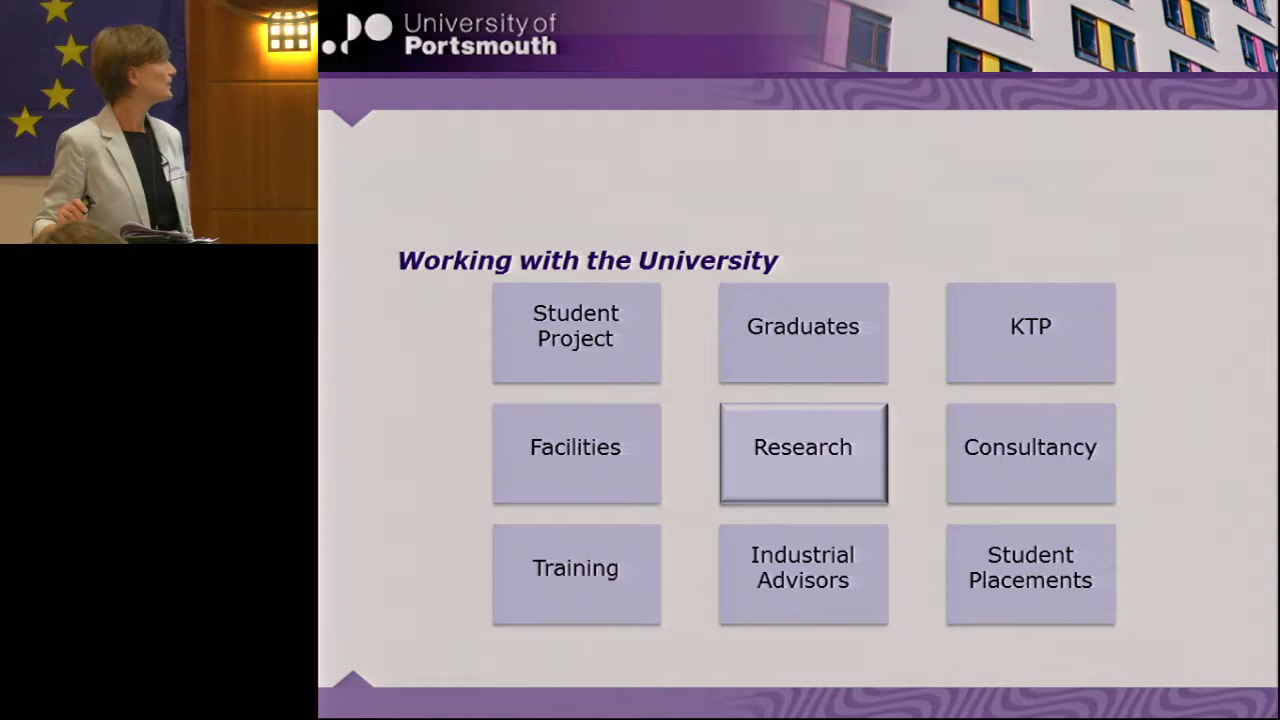 University of
Portsmouth
Working with the University
Student
Project
Graduates
KTP
Facilities
Research
Consultancy
Training
Industrial
Advisors
Student
Placements